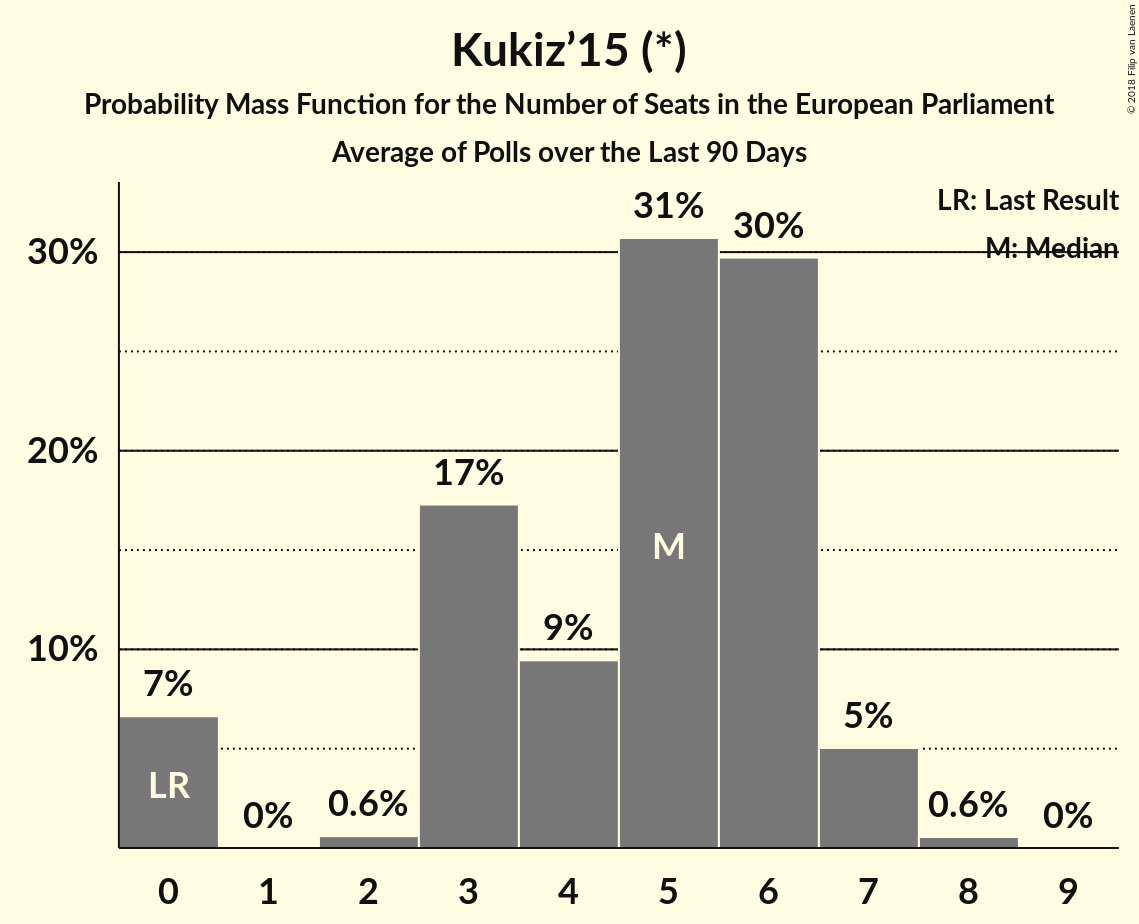 Kukiz’15 (*)
Probability Mass Function for the Number of Seats in the European Parliament
Average of Polls over the Last 90 Days
© 2018 Filip van Laenen
LR: Last Result
M: Median
30%
20%
10%
7%
0%
0.6%
17%
9%
31%
30%
5%
0.6%
0%
LR
M
0 1 2 3 4 5 6 7 8 9